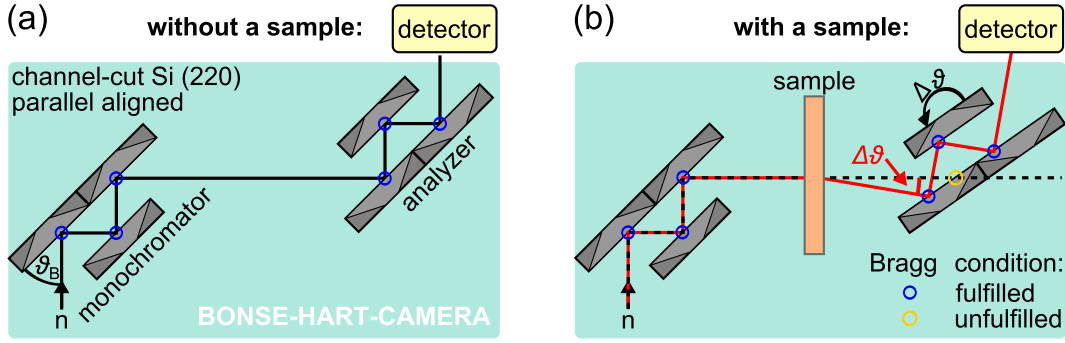 (a) without a sample:
detector
channel-cut Si (220)
parallel aligned
monochromator
analyzer
ϑB
n
BONSE-HART-CAMERA
(b) with a sample:
detector
sample
Δϑ
Δϑ
n
Bragg condition:
fulfilled
unfulfilled